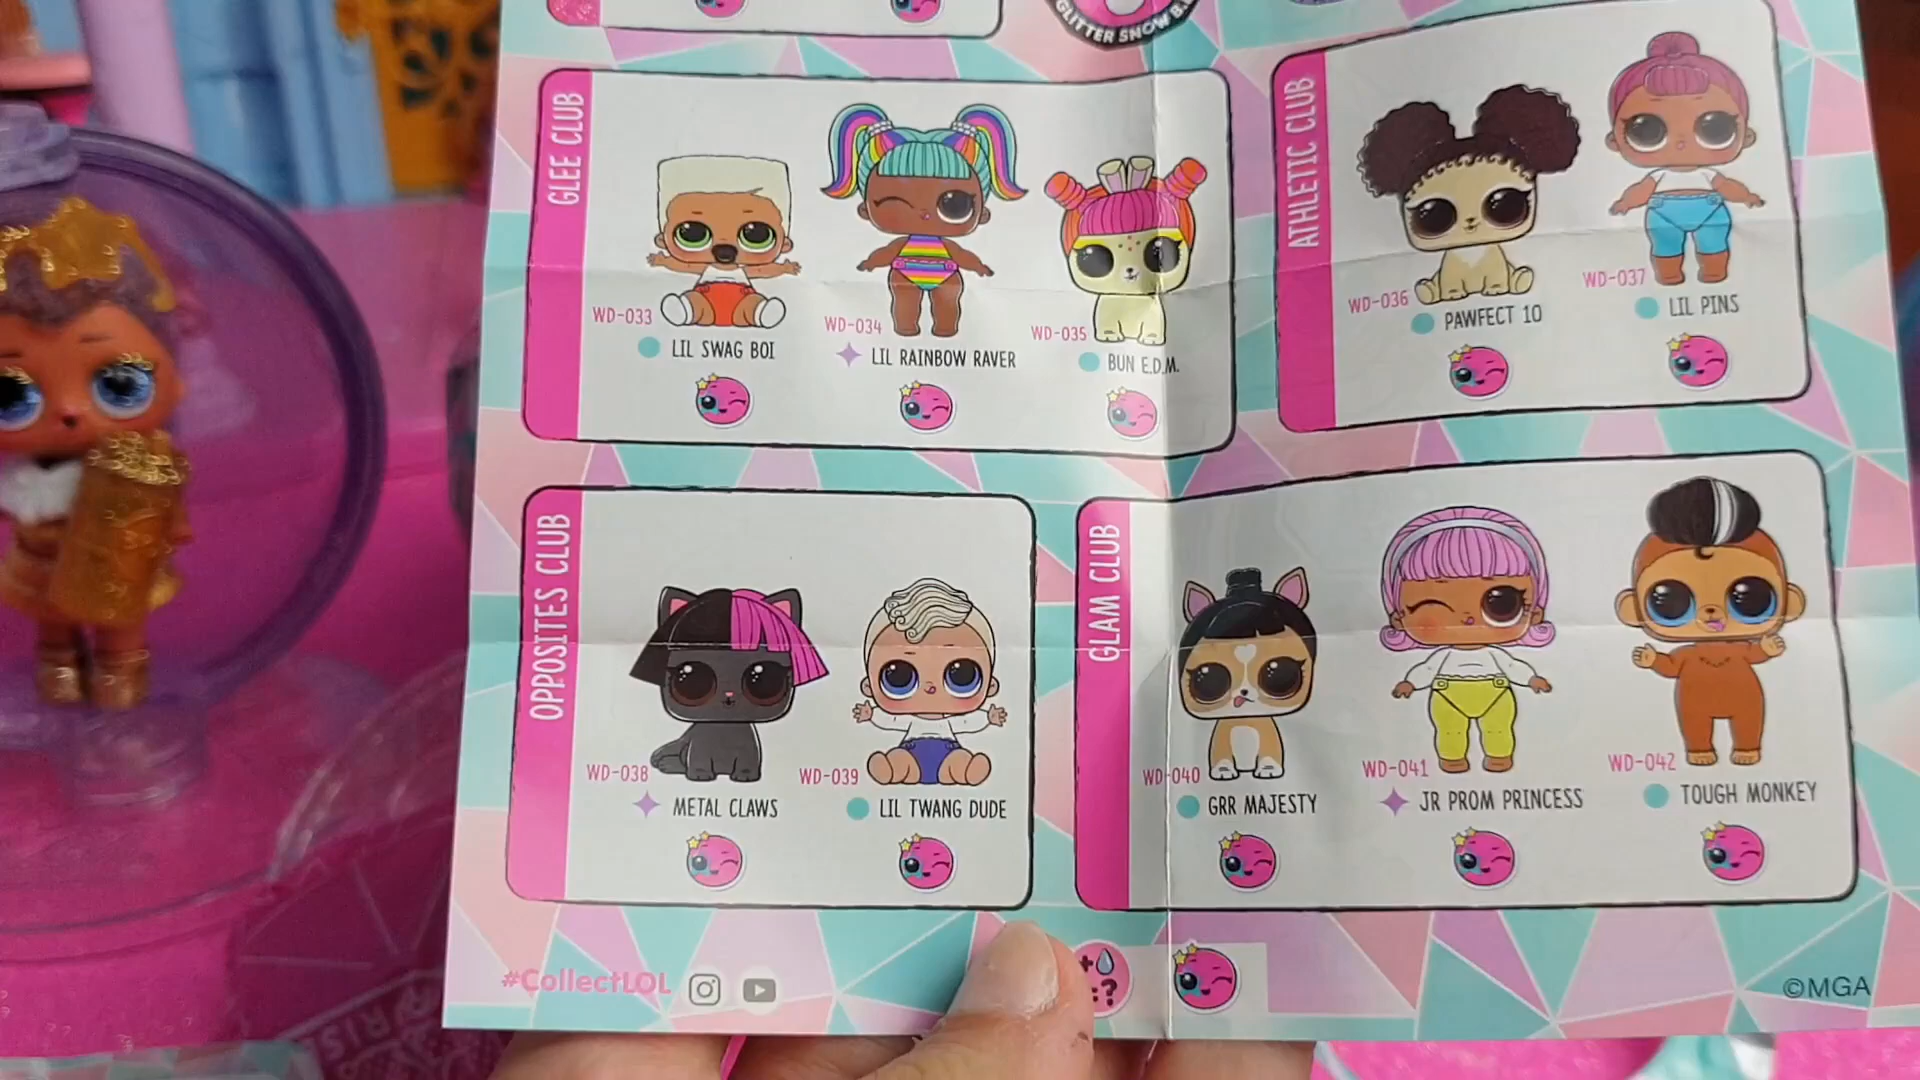 GLITTER SNOW
GLEE CLUB
WD-033
LIL SWAG BOI
WD-034
LIL RAINBOW RAVER
WD-035
BUN E.D.M.
ATHLETIC CLUB
WD-036
PAWFECT 10
WD-037
LIL PINS
OPPOSITES CLUB
WD-038
METAL CLAWS
WD-039
LIL TWANG DUDE
GLAM CLUB
WD-040
GRR MAJESTY
WD-041
JR PROM PRINCESS
WD-042
TOUGH MONKEY
#CollectLOL
©MGA